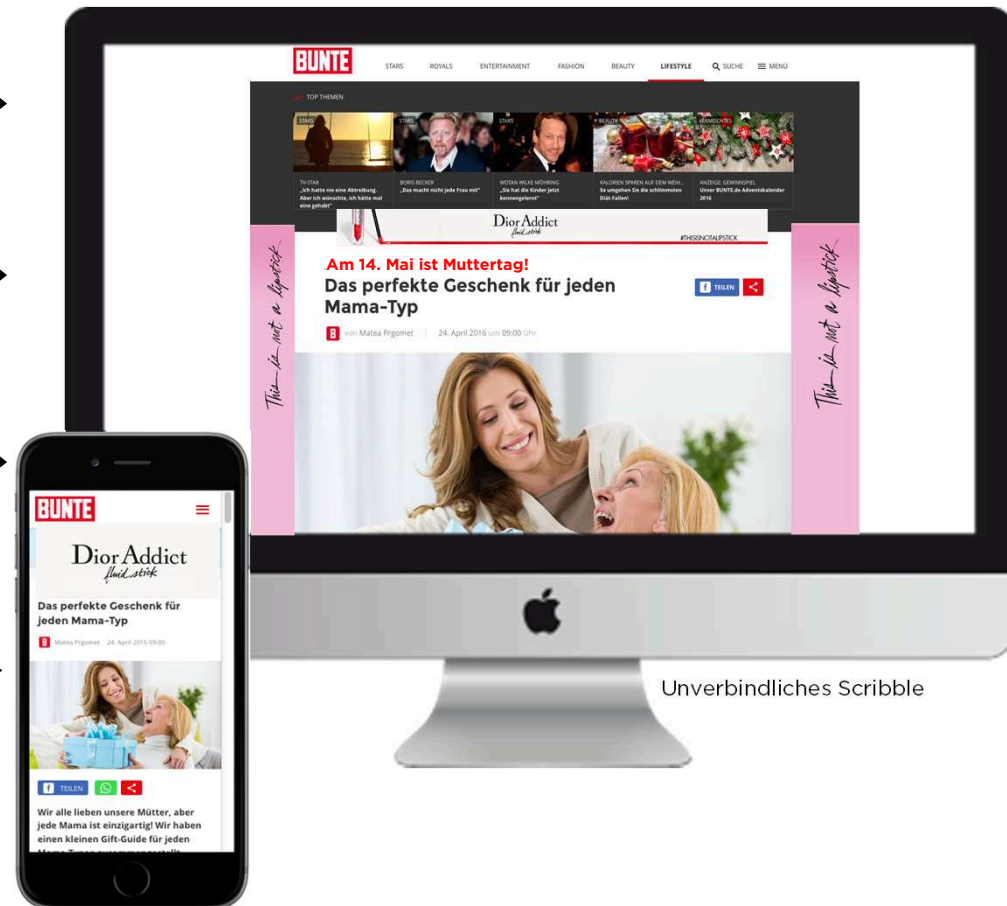 BUNTE
STARS ROYALS ENTERTAINMENT FASHION BEAUTY LIFESTYLE SUCHE MENÜ
TOP THEMEN
STARS STARS STARS BEAUTY VERMISCHTES
TV-STAR
„Ich hatte nie eine Abtreibung.
Aber ich wünschte, ich hätte mal
eine gehabt"
BORIS BECKER
„Das macht nicht jede Frau mit"
WOTAN WILKE MÖHRING
„Sie hat die Kinder jetzt
kennengelernt"
KALORIEN SPAREN AUF DEM WEIH...
So umgehen Sie die schlimmsten
Diät-Fallen!
ANZEIGE: GEWINNSPIEL
Unser BUNTE.de Adventskalender
2016
Dior Addict
fluid stick
#THISISNOTALIPSTICK
This is not a lipstick
Am 14. Mai ist Muttertag!
Das perfekte Geschenk für jeden
Mama-Typ
TEILEN
B von Matea Prgomet 24. April 2016 um 09:00 Uhr
This is not a lipstick
BUNTE
Dior Addict
fluid stick
Das perfekte Geschenk für
jeden Mama-Typ
B Matea Prgomet 24. April 2016 09:00
TEILEN
Wir alle lieben unsere Mütter, aber
jede Mama ist einzigartig! Wir haben
einen kleinen Gift-Guide für jeden
Unverbindliches Scribble